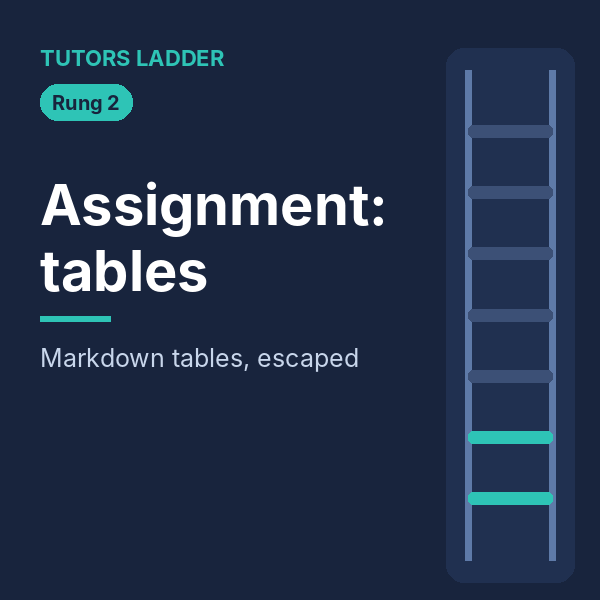 TUTORS LADDER
Rung 2
Assignment:
tables
Markdown tables, escaped